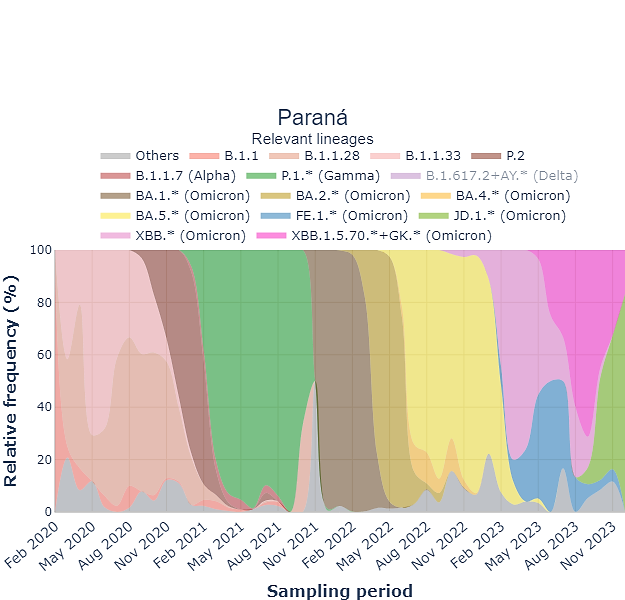 Paraná
Relevant lineages
Others B.1.1 B.1.1.28 B.1.1.33 P.2
B.1.1.7 (Alpha) P.1.* (Gamma) B.1.617.2+AY.* (Delta)
BA.1.* (Omicron) BA.2.* (Omicron) BA.4.* (Omicron)
BA.5.* (Omicron) FE.1.* (Omicron) JD.1.* (Omicron)
XBB.* (Omicron) XBB.1.5.70.*+GK.* (Omicron)
100
80
60
40
20
0
Relative frequency (%)
Feb 2020 May 2020 Aug 2020 Nov 2020 Feb 2021 May 2021 Aug 2021 Nov 2021 Feb 2022 May 2022 Aug 2022 Nov 2022 Feb 2023 May 2023 Aug 2023 Nov 2023
Sampling period